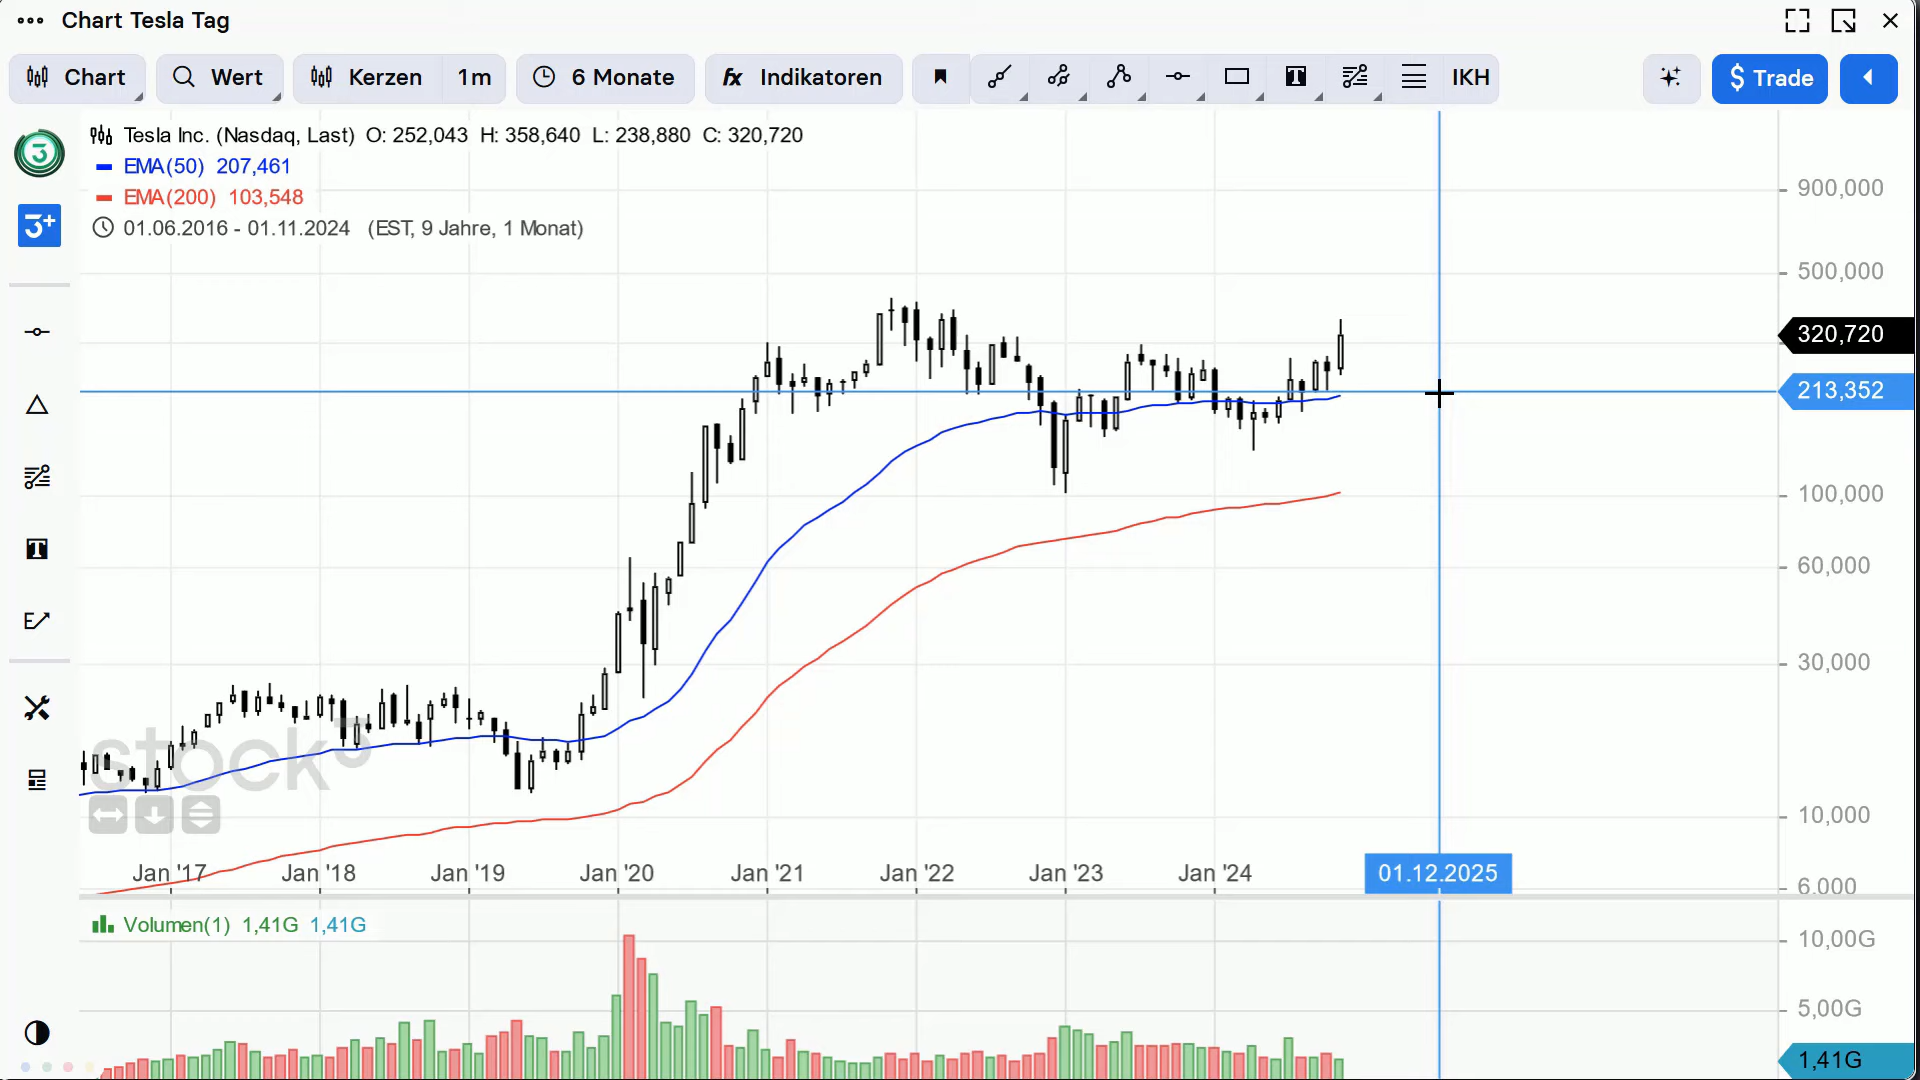 Chart Tesla Tag
Chart Wert Kerzen 1m 6 Monate fx Indikatoren T IKH $ Trade
Tesla Inc. (Nasdaq, Last) O: 252,043 H: 358,640 L: 238,880 C: 320,720
EMA(50) 207,461
EMA(200) 103,548
01.06.2016 - 01.11.2024 (EST, 9 Jahre, 1 Monat)
3
3+
T
E
900,000
500,000
320,720
213,352
100,000
60,000
30,000
10,000
6.000
stock³
Jan '17 Jan '18 Jan '19 Jan '20 Jan '21 Jan '22 Jan '23 Jan '24 01.12.2025
Volumen(1) 1,41G 1,41G
10,00G
5,00G
1,41G